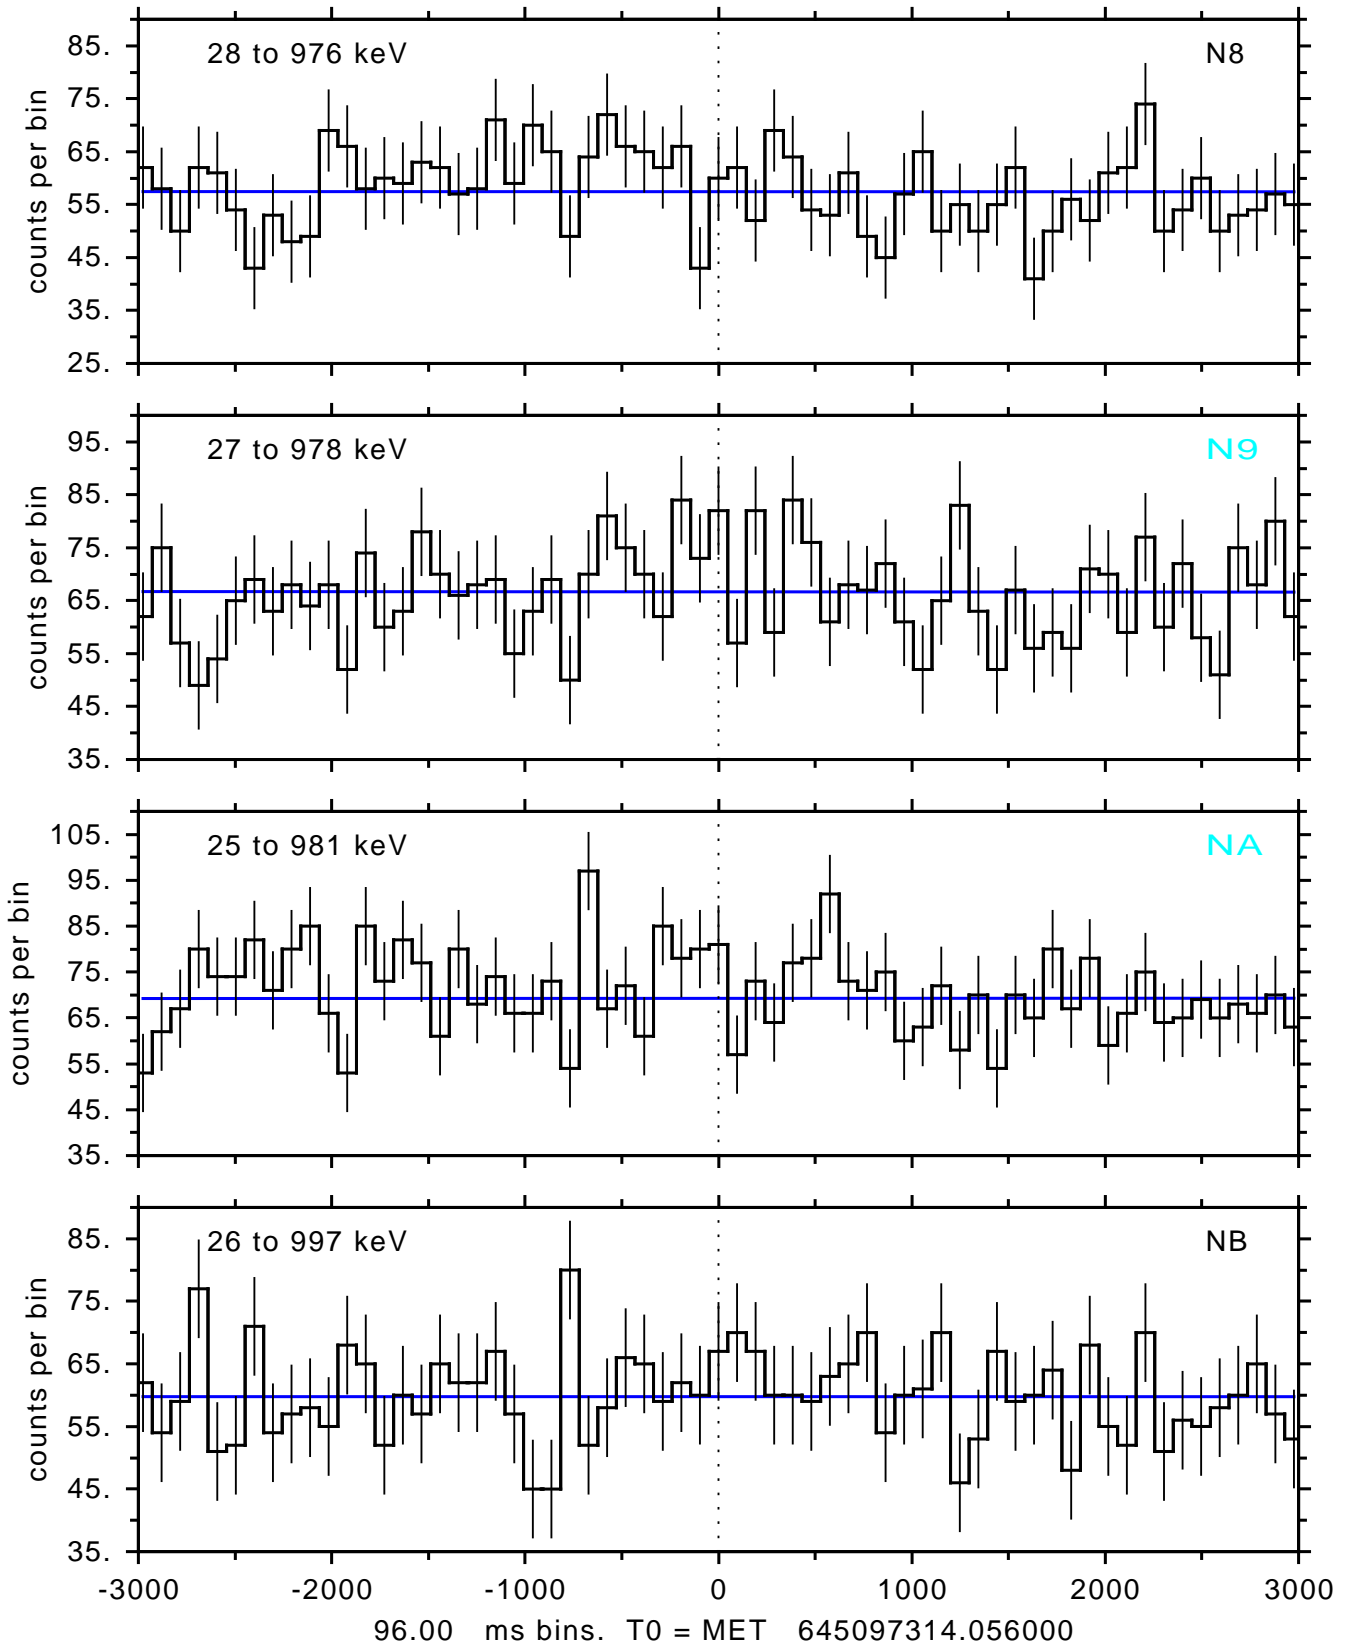 28 to 976 keV
N8
85.
75.
65.
55.
45.
35.
25.
counts per bin
27 to 978 keV
N9
95.
85.
75.
65.
55.
45.
35.
counts per bin
25 to 981 keV
NA
105.
95.
85.
75.
65.
55.
45.
35.
counts per bin
26 to 997 keV
NB
85.
75.
65.
55.
45.
35.
counts per bin
-3000 -2000 -1000 0 1000 2000 3000
96.00 ms bins. T0 = MET 645097314.056000